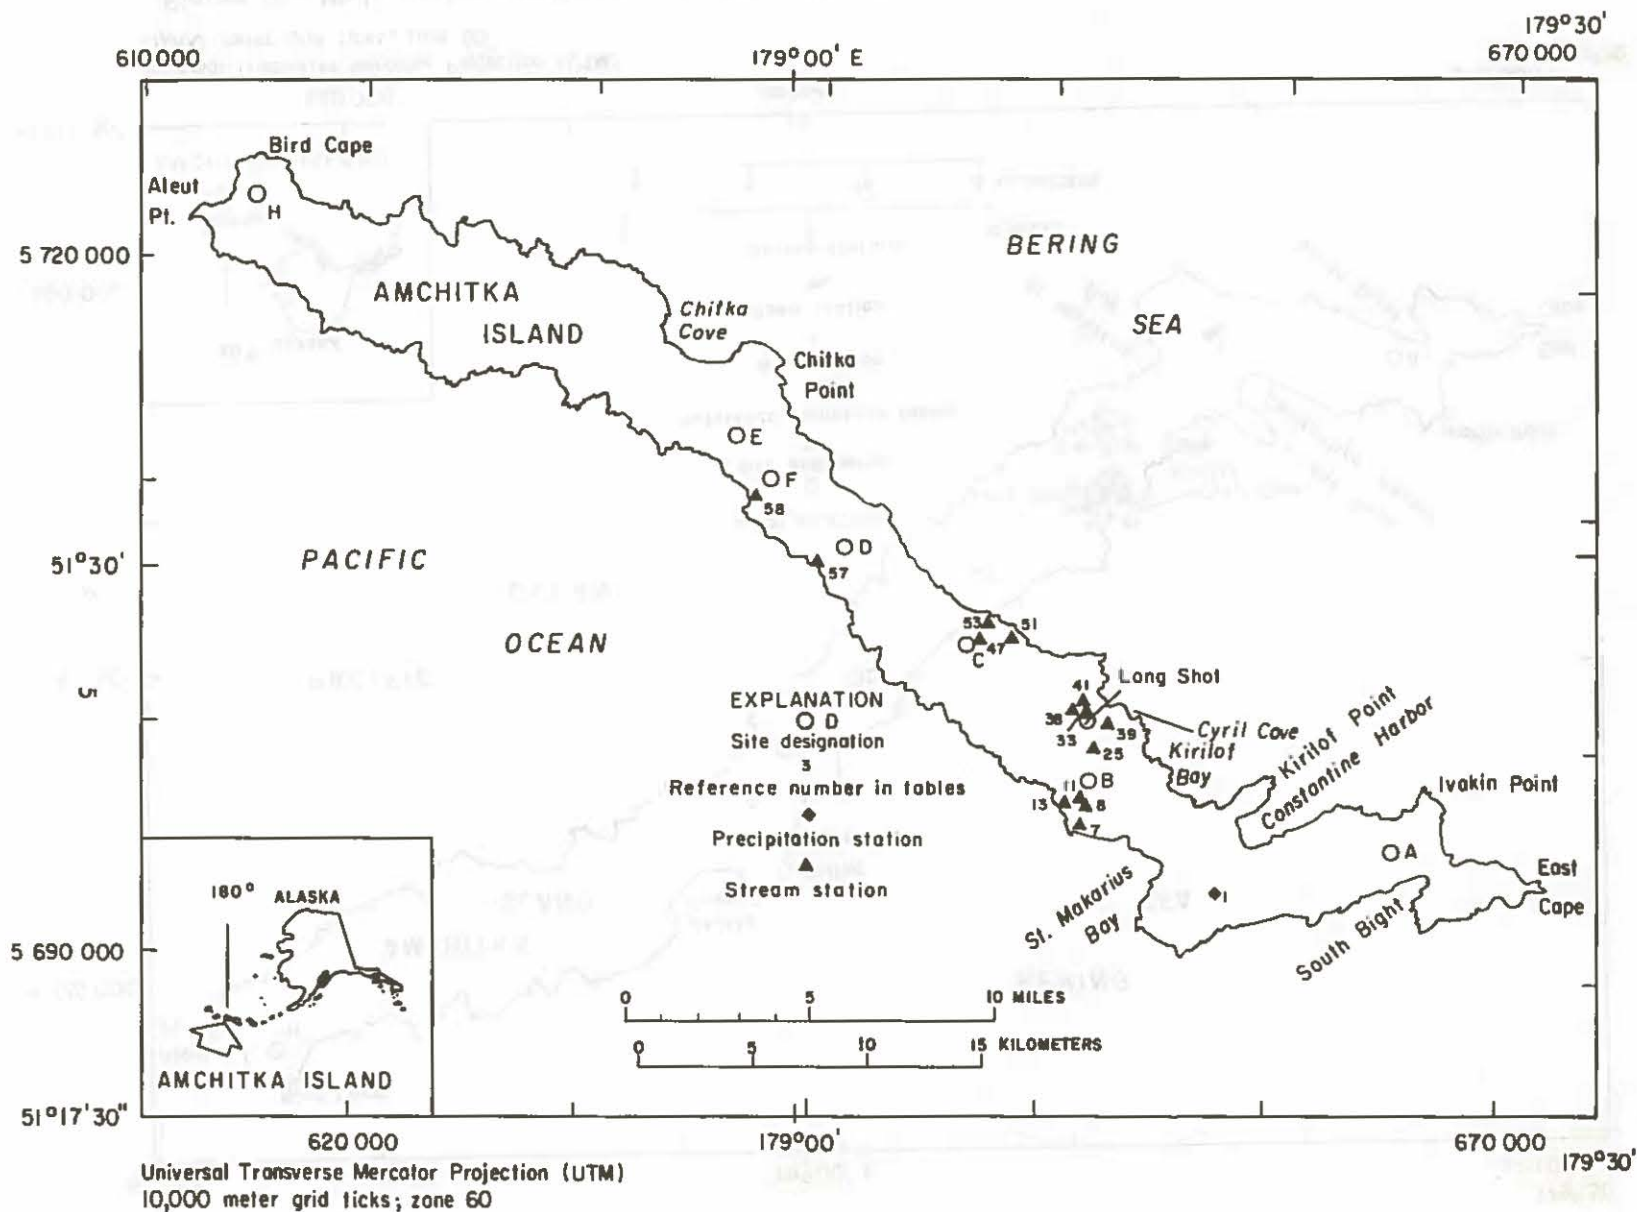 179°30'
610 000
179°00' E
670 000
Bird Cape
Aleut
Pt.
H
5 720 000
BERING
SEA
AMCHITKA
ISLAND
Chitka
Cove
Chitka
Point
E
F
58
51°30'
PACIFIC
OCEAN
D
57
53
51
47
C
Long Shot
41
38
33
39
25
Cyril Cove
Kirilof
Bay
Kirilof Point
Constantine Harbor
Ivakin Point
B
11
13
8
7
A
East
Cape
1
St. Makarius
Bay
South Bight
EXPLANATION
D
Site designation
3
Reference number in tables
Precipitation station
Stream station
5 690 000
180°
ALASKA
AMCHITKA ISLAND
0 5 10 MILES
0 5 10 15 KILOMETERS
51°17'30"
620 000
179°00'
670 000
179°30'
Universal Transverse Mercator Projection (UTM)
10,000 meter grid ticks; zone 60